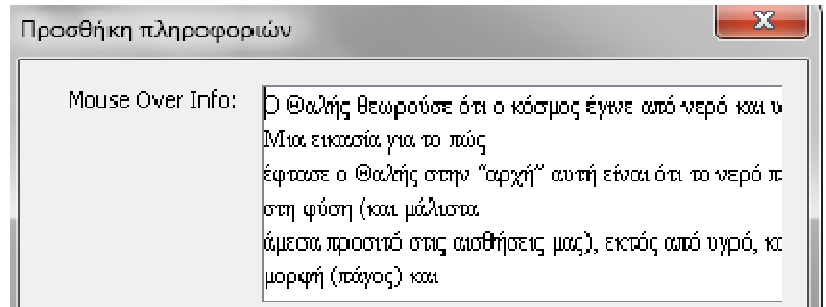 Προσθήκη πληροφοριών
Mouse Over Info:
Ο Θαλής θεωρούσε ότι ο κόσμος έγινε από νερό και
Μια εικασία για το πώς
έφτασε ο Θαλής στην “αρχή” αυτή είναι ότι το νερό
στη φύση (και μάλιστα
άμεσα προσιτό στις αισθήσεις μας), εκτός από υγρό,
μορφή (πάγος) και